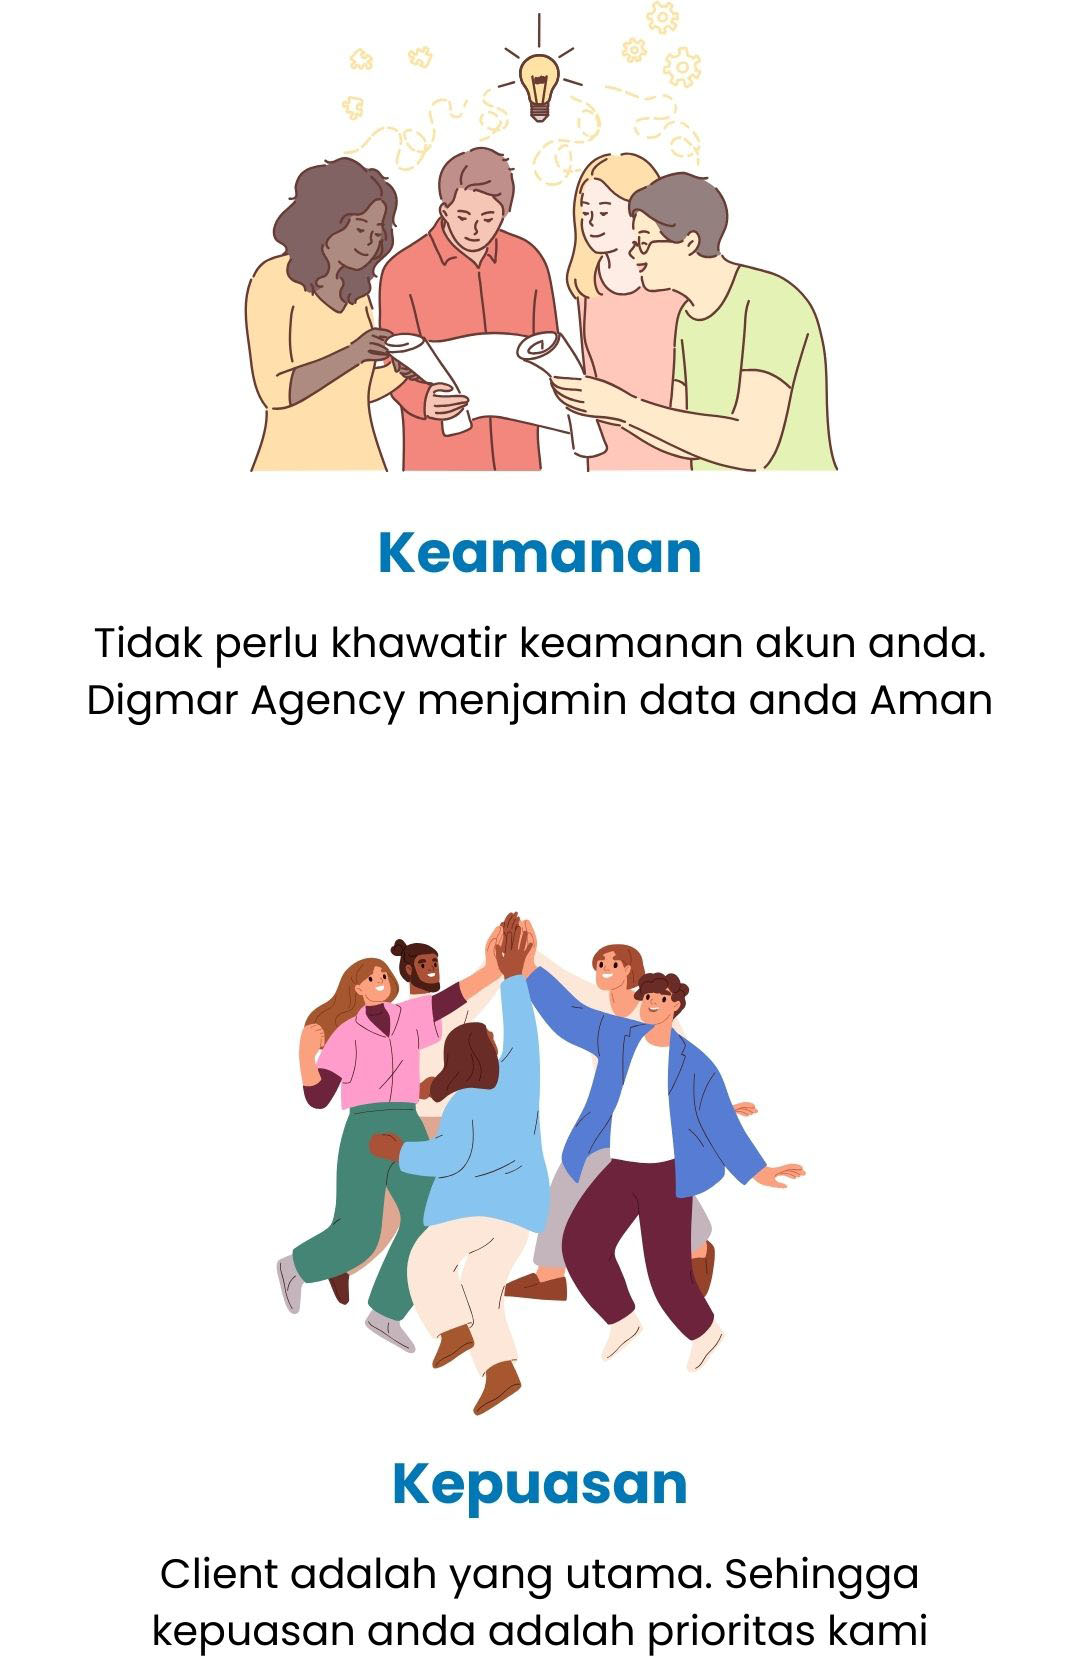 Keamanan
Tidak perlu khawatir keamanan akun anda.
Digmar Agency menjamin data anda Aman
Kepuasan
Client adalah yang utama. Sehingga
kepuasan anda adalah prioritas kami